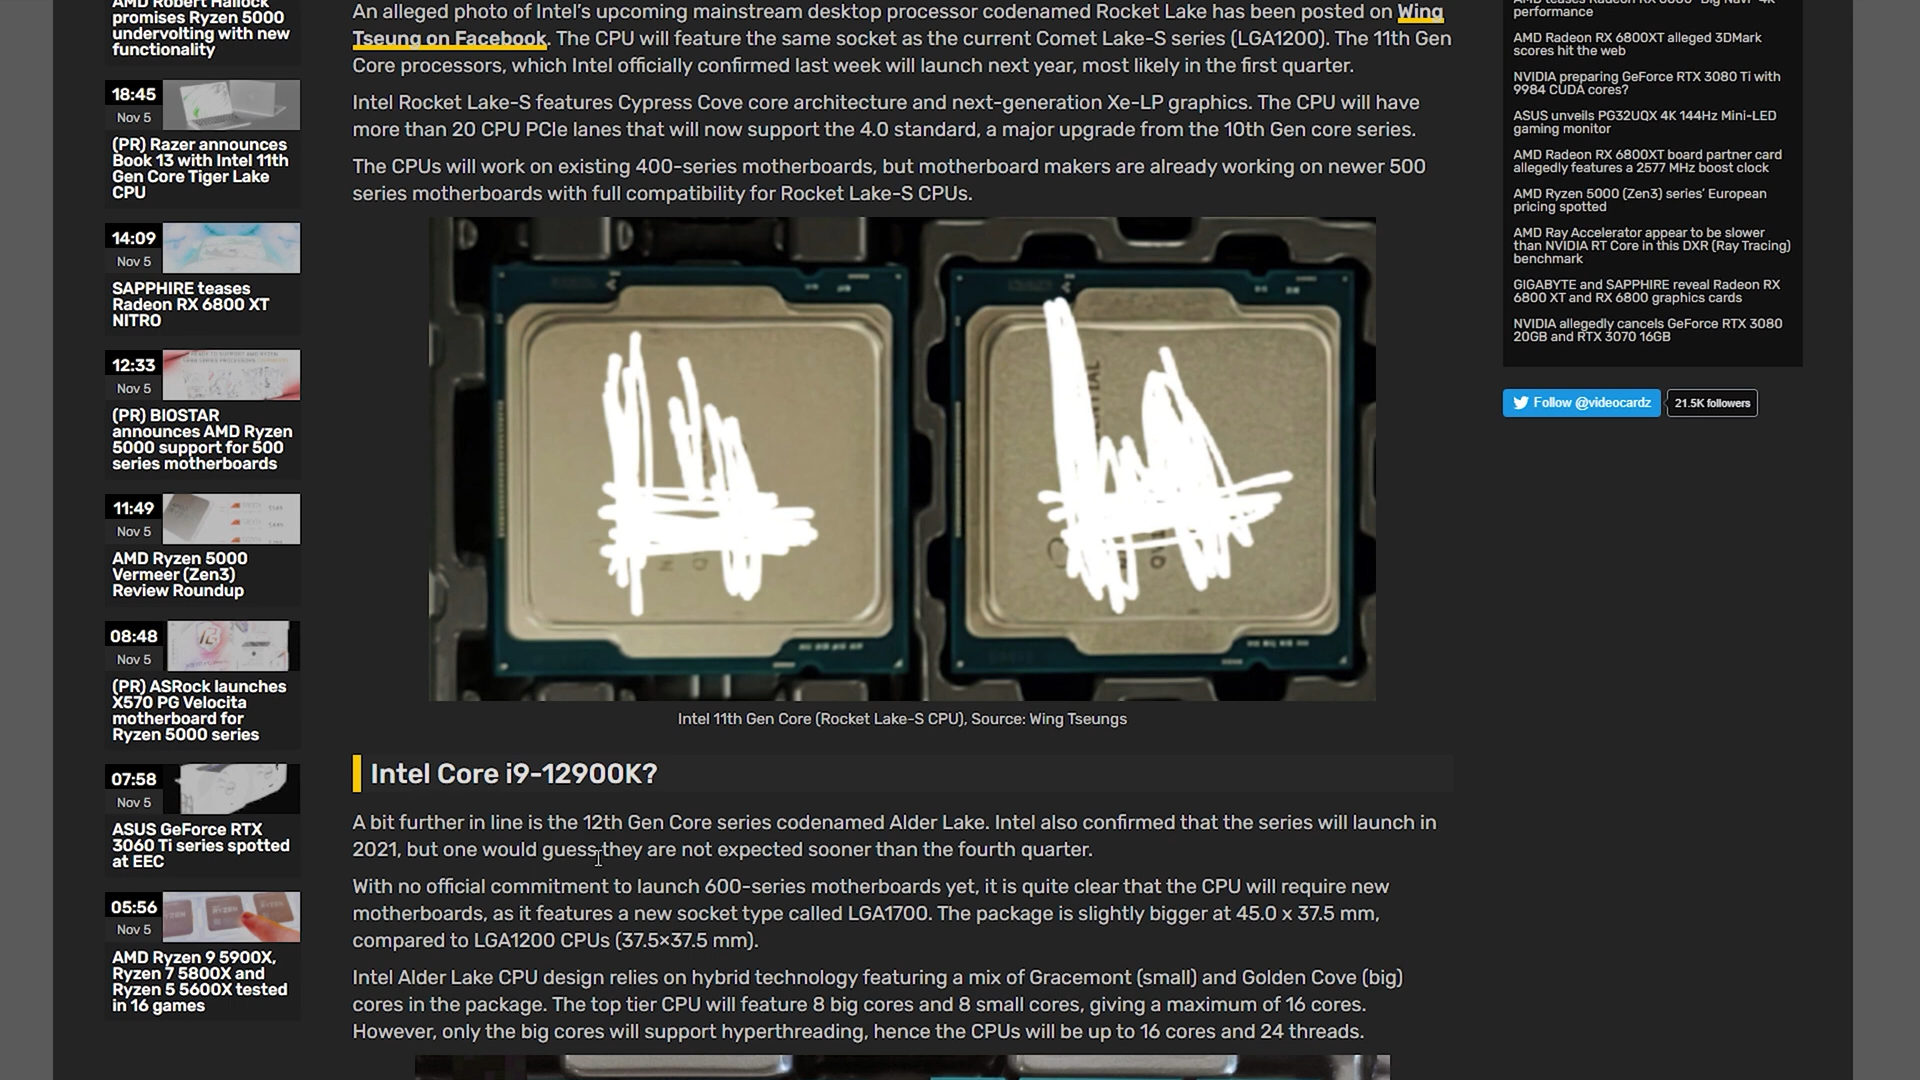 AMD Robert Hallock
promises Ryzen 5000
undervolting with new
functionality
18:45
Nov 5
(PR) Razer announces
Book 13 with Intel 11th
Gen Core Tiger Lake
CPU
14:09
Nov 5
SAPPHIRE teases
Radeon RX 6800 XT
NITRO
12:33
Nov 5
(PR) BIOSTAR
announces AMD Ryzen
5000 support for 500
series motherboards
11:49
Nov 5
AMD Ryzen 5000
Vermeer (Zen3)
Review Roundup
08:48
Nov 5
(PR) ASRock launches
X570 PG Velocita
motherboard for
Ryzen 5000 series
07:58
Nov 5
ASUS GeForce RTX
3060 Ti series spotted
at EEC
05:56
Nov 5
RYZEN
AMD Ryzen 9 5900X,
Ryzen 7 5800X and
Ryzen 5 5600X tested
in 16 games
An alleged photo of Intel’s upcoming mainstream desktop processor codenamed Rocket Lake has been posted on Wing
Tseung on Facebook. The CPU will feature the same socket as the current Comet Lake-S series (LGA1200). The 11th Gen
Core processors, which Intel officially confirmed last week will launch next year, most likely in the first quarter.
Intel Rocket Lake-S features Cypress Cove core architecture and next-generation Xe-LP graphics. The CPU will have
more than 20 CPU PCIe lanes that will now support the 4.0 standard, a major upgrade from the 10th Gen core series.
The CPUs will work on existing 400-series motherboards, but motherboard makers are already working on newer 500
series motherboards with full compatibility for Rocket Lake-S CPUs.
Intel 11th Gen Core (Rocket Lake-S CPU), Source: Wing Tseungs
Intel Core i9-12900K?
A bit further in line is the 12th Gen Core series codenamed Alder Lake. Intel also confirmed that the series will launch in
2021, but one would guess they are not expected sooner than the fourth quarter.
With no official commitment to launch 600-series motherboards yet, it is quite clear that the CPU will require new
motherboards, as it features a new socket type called LGA1700. The package is slightly bigger at 45.0 x 37.5 mm,
compared to LGA1200 CPUs (37.5×37.5 mm).
Intel Alder Lake CPU design relies on hybrid technology featuring a mix of Gracemont (small) and Golden Cove (big)
cores in the package. The top tier CPU will feature 8 big cores and 8 small cores, giving a maximum of 16 cores.
However, only the big cores will support hyperthreading, hence the CPUs will be up to 16 cores and 24 threads.
performance
AMD Radeon RX 6800XT alleged 3DMark
scores hit the web
NVIDIA preparing GeForce RTX 3080 Ti with
9984 CUDA cores?
ASUS unveils PG32UQX 4K 144Hz Mini-LED
gaming monitor
AMD Radeon RX 6800XT board partner card
allegedly features a 2577 MHz boost clock
AMD Ryzen 5000 (Zen3) series’ European
pricing spotted
AMD Ray Accelerator appear to be slower
than NVIDIA RT Core in this DXR (Ray Tracing)
benchmark
GIGABYTE and SAPPHIRE reveal Radeon RX
6800 XT and RX 6800 graphics cards
NVIDIA allegedly cancels GeForce RTX 3080
20GB and RTX 3070 16GB
Follow @videocardz
21.5K followers